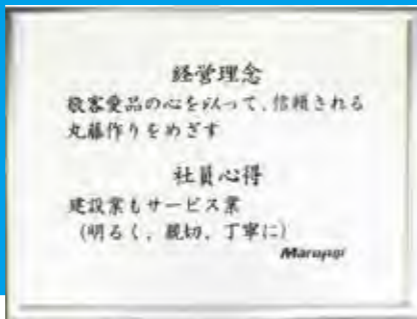 経営理念
敬客愛品の心を以って、信頼される
丸藤作りをめざす
社員心得
建設業もサービス業
(明るく、親切、丁寧に)